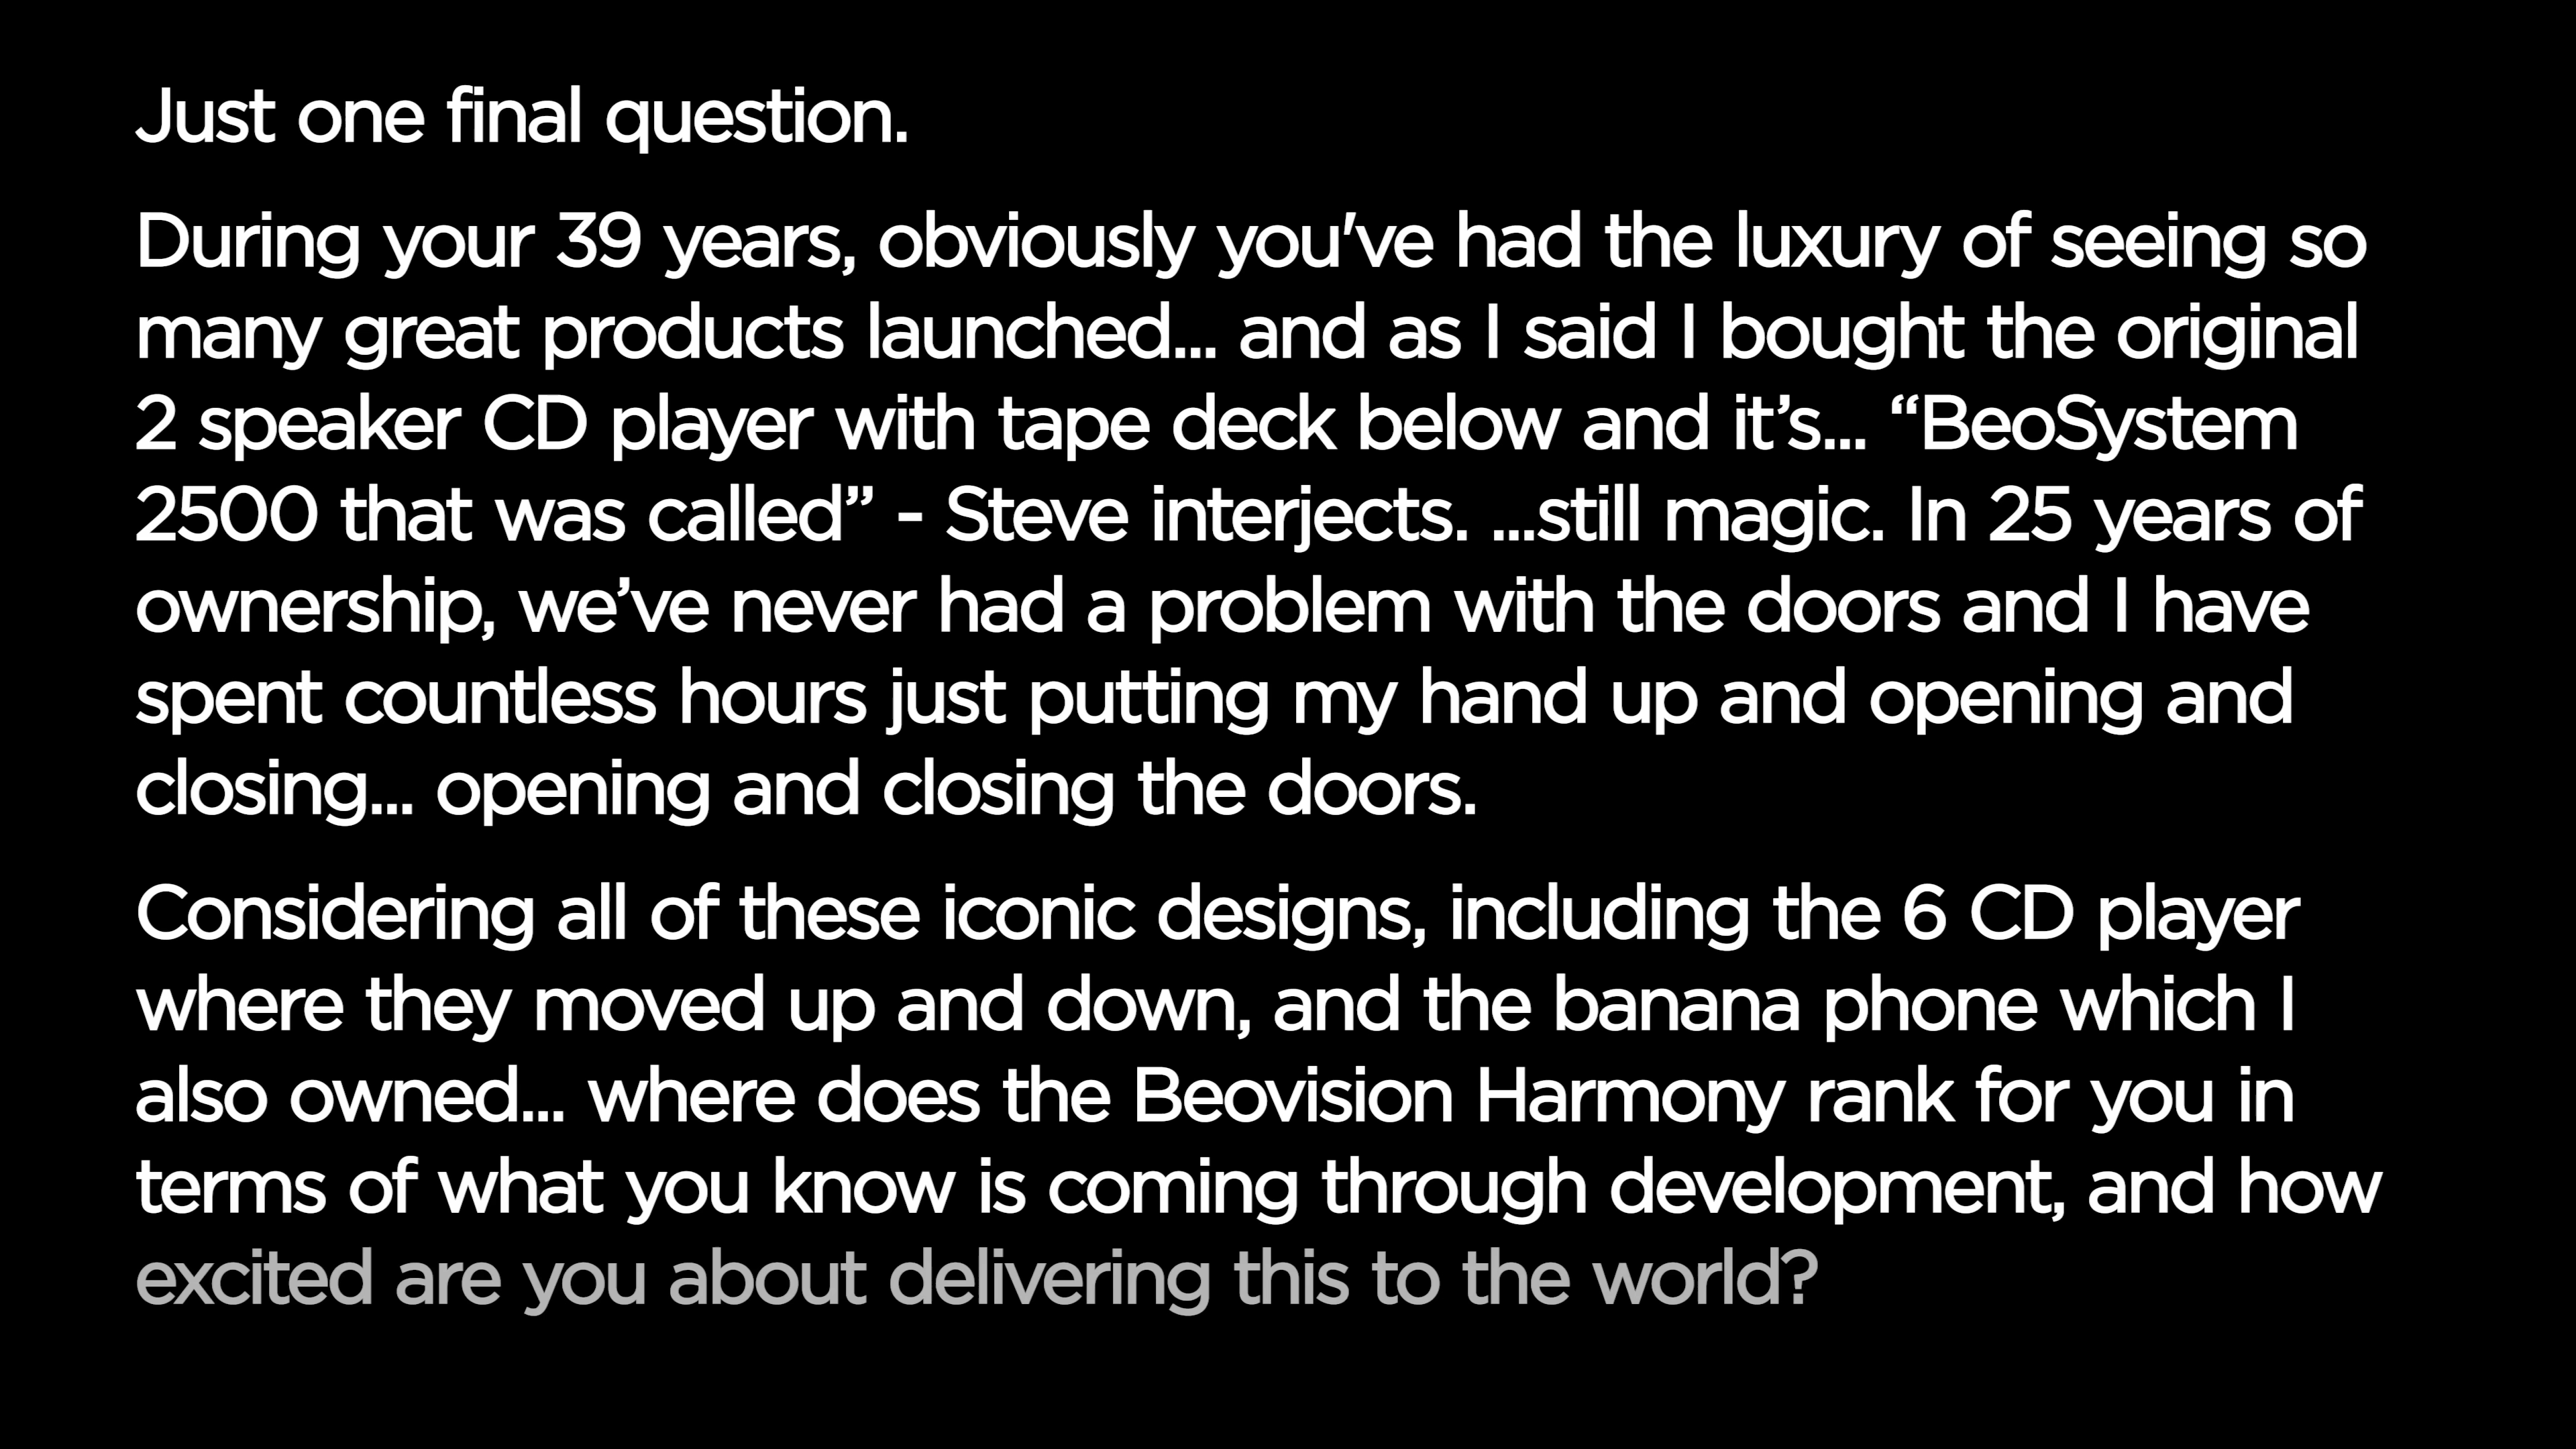 Just one final question.
During your 39 years, obviously you've had the luxury of seeing so
many great products launched... and as I said I bought the original
2 speaker CD player with tape deck below and it’s... “BeoSystem
2500 that was called” - Steve interjects. ...still magic. In 25 years of
ownership, we’ve never had a problem with the doors and I have
spent countless hours just putting my hand up and opening and
closing... opening and closing the doors.
Considering all of these iconic designs, including the 6 CD player
where they moved up and down, and the banana phone which I
also owned... where does the Beovision Harmony rank for you in
terms of what you know is coming through development, and how
excited are you about delivering this to the world?